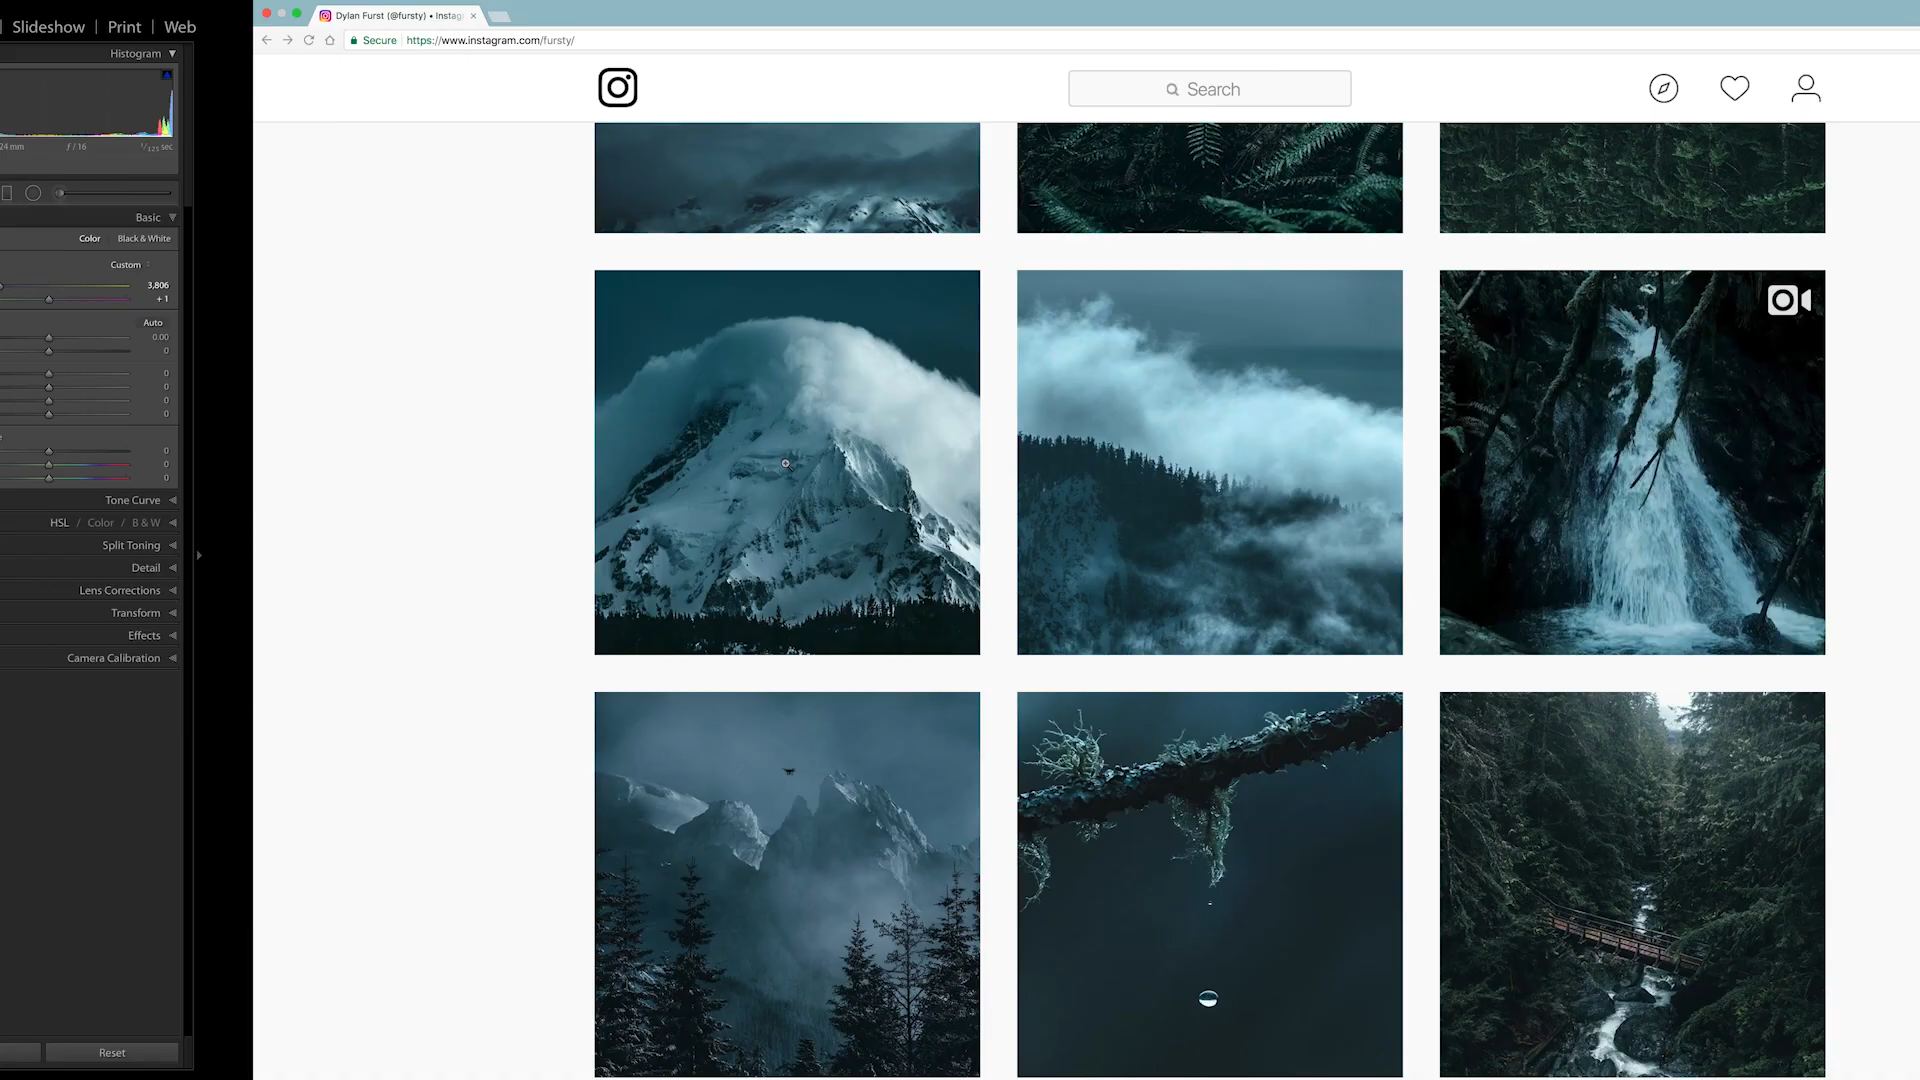 Slideshow | Print | Web
Histogram
24 mm f / 16 1/125 sec
Basic
Color Black & White
Custom
3,806
+ 1
Auto
0.00
0
0
0
0
0
0
0
0
Tone Curve
HSL / Color / B & W
Split Toning
Detail
Lens Corrections
Transform
Effects
Camera Calibration
Reset
Dylan Furst (@fursty) • Instag
Secure https://www.instagram.com/fursty/
Search